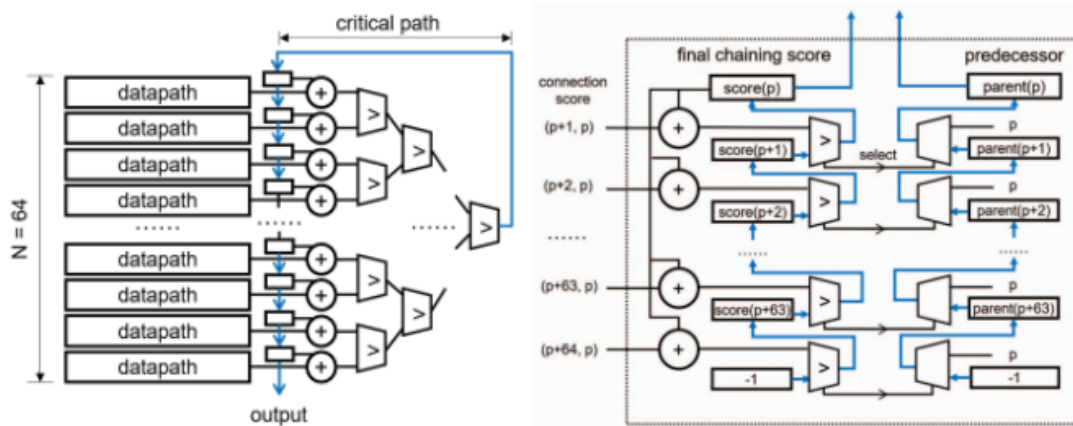 critical path
N = 64
datapath
datapath
datapath
datapath
......
......
......
datapath
datapath
datapath
datapath
+
+
+
+
+
+
+
+
>
>
>
>
>
>
>
output
final chaining score
predecessor
connection
score
score(p)
parent(p)
(p+1, p)
+
>
p
score(p+1)
select
parent(p+1)
(p+2, p)
+
>
p
score(p+2)
parent(p+2)
......
......
......
(p+63, p)
+
>
p
score(p+63)
parent(p+63)
(p+64, p)
+
>
p
-1
-1